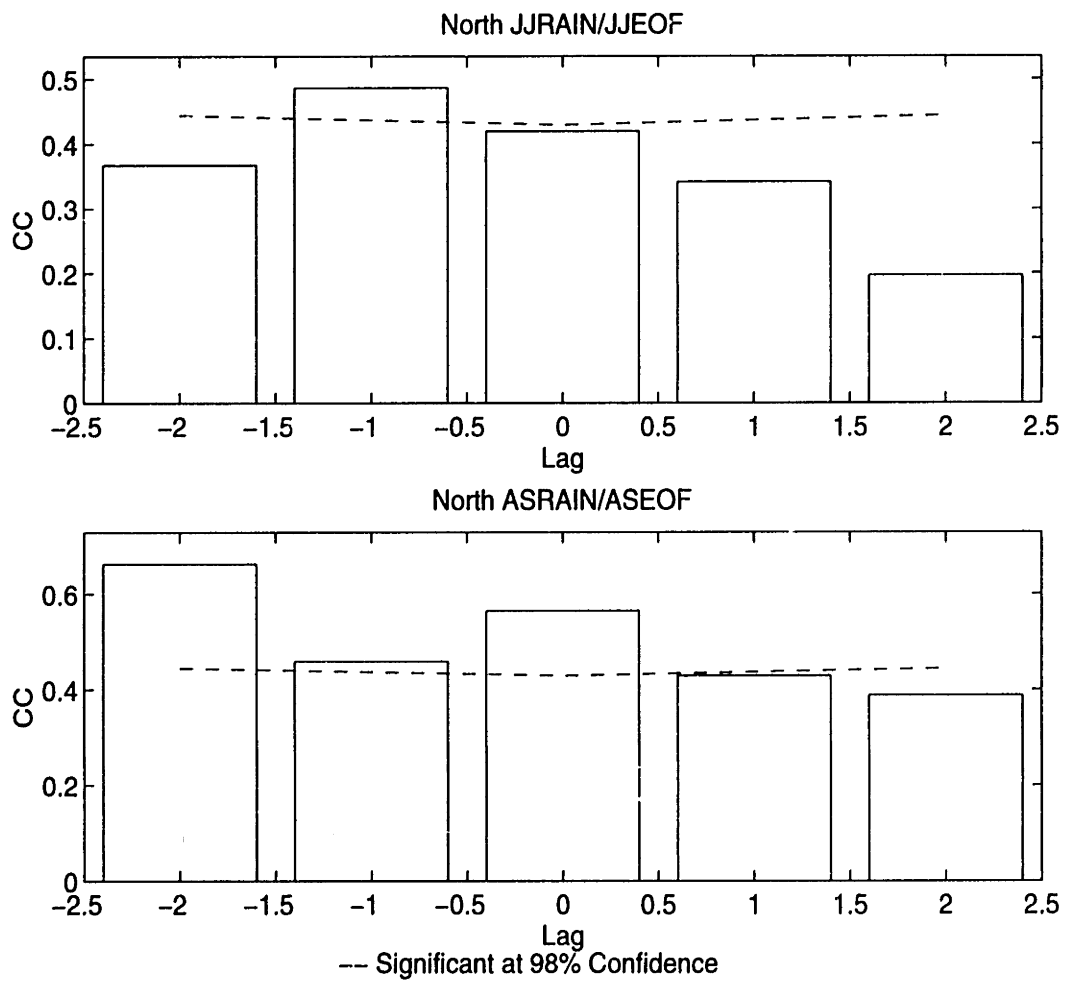 North JJRAIN/JJEOF
0.5
0.4
0.3
0.2
0.1
0
CC
−2.5 −2 −1.5 −1 −0.5 0 0.5 1 1.5 2 2.5
Lag
North ASRAIN/ASEOF
0.6
0.4
0.2
0
CC
−2.5 −2 −1.5 −1 −0.5 0 0.5 1 1.5 2 2.5
Lag
−− Significant at 98% Confidence